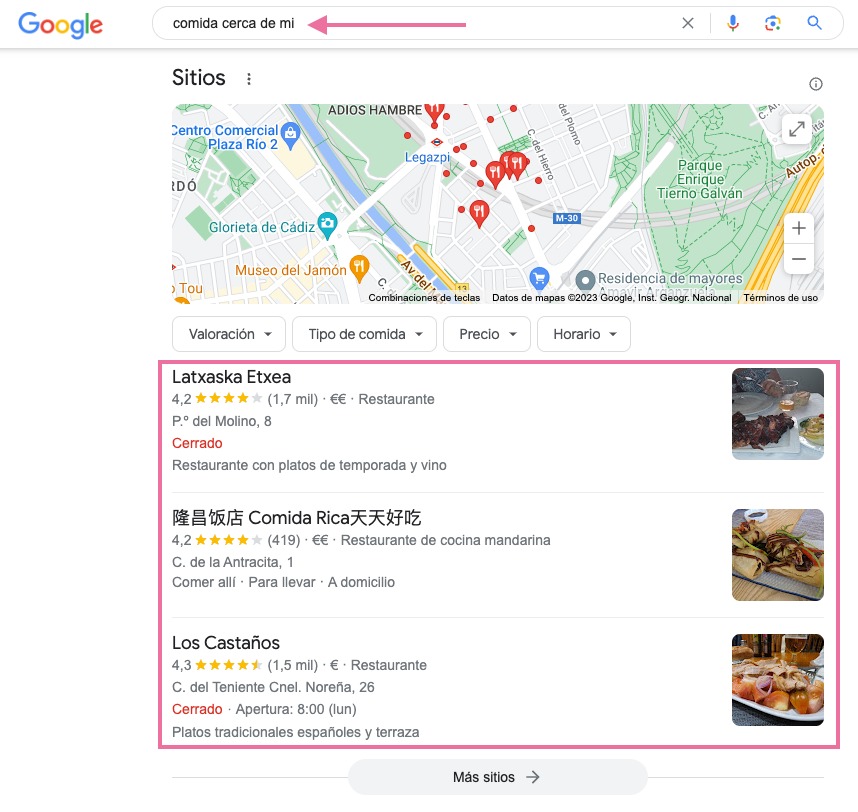 Google
comida cerca de mi
Sitios
ADIOS HAMBRE
C. del Plomo
Centro Comercial
Plaza Río 2
Legazpi
C. del Hierro
Parque
Enrique
Tierno Galván
Autop.
RDÓ
M-30
Glorieta de Cádiz
Museo del Jamón
Av. del
13
Residencia de mayores
Amavir Arganzuela
o Tou
Combinaciones de teclas
Datos de mapas ©2023 Google, Inst. Geogr. Nacional
Términos de uso
Valoración
Tipo de comida
Precio
Horario
Latxaska Etxea
4,2 (1,7 mil) · €€ · Restaurante
P.º del Molino, 8
Cerrado
Restaurante con platos de temporada y vino
隆昌饭店 Comida Rica天天好吃
4,2 (419) · €€ · Restaurante de cocina mandarina
C. de la Antracita, 1
Comer allí · Para llevar · A domicilio
Los Castaños
4,3 (1,5 mil) · € · Restaurante
C. del Teniente Cnel. Noreña, 26
Cerrado · Apertura: 8:00 (lun)
Platos tradicionales españoles y terraza
Más sitios